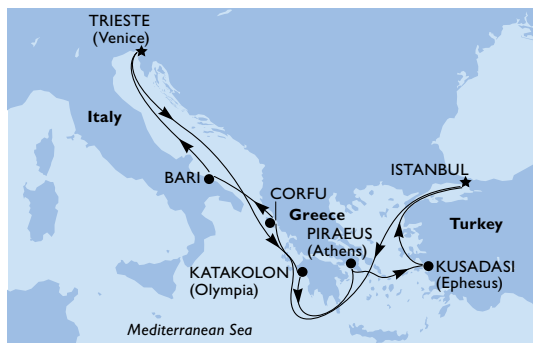 TRIESTE
(Venice)
Italy
ISTANBUL
BARI
CORFU
Greece
PIRAEUS
(Athens)
Turkey
KATAKOLON
(Olympia)
KUSADASI
(Ephesus)
Mediterranean Sea